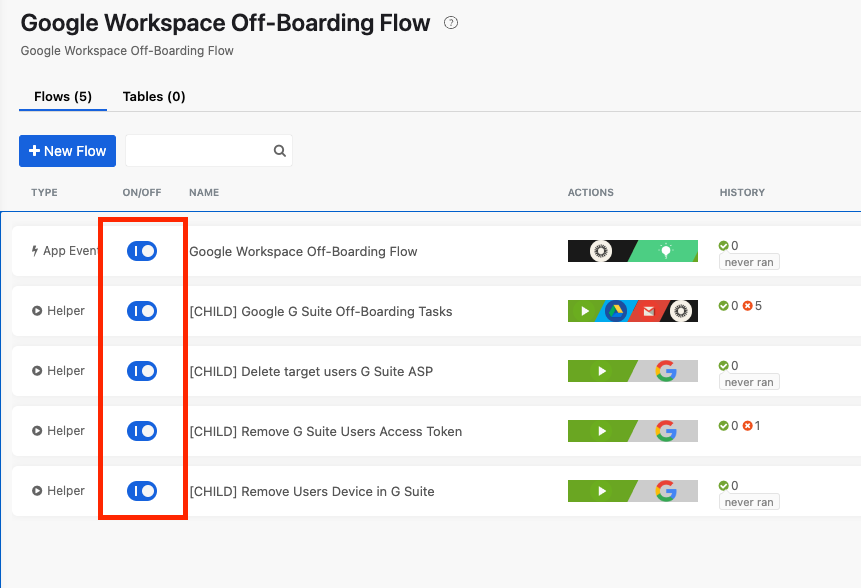 Google Workspace Off-Boarding Flow ?
Google Workspace Off-Boarding Flow
Flows (5) Tables (0)
+ New Flow
TYPE ON/OFF NAME ACTIONS HISTORY
App Event Google Workspace Off-Boarding Flow 0
never ran
Helper [CHILD] Google G Suite Off-Boarding Tasks 0 5
Helper [CHILD] Delete target users G Suite ASP 0
never ran
Helper [CHILD] Remove G Suite Users Access Token 0 1
Helper [CHILD] Remove Users Device in G Suite 0
never ran